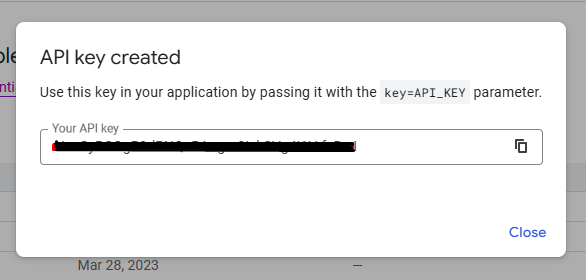 API key created
Use this key in your application by passing it with the key=API_KEY parameter.
Your API key
Close
Mar 28, 2023 —